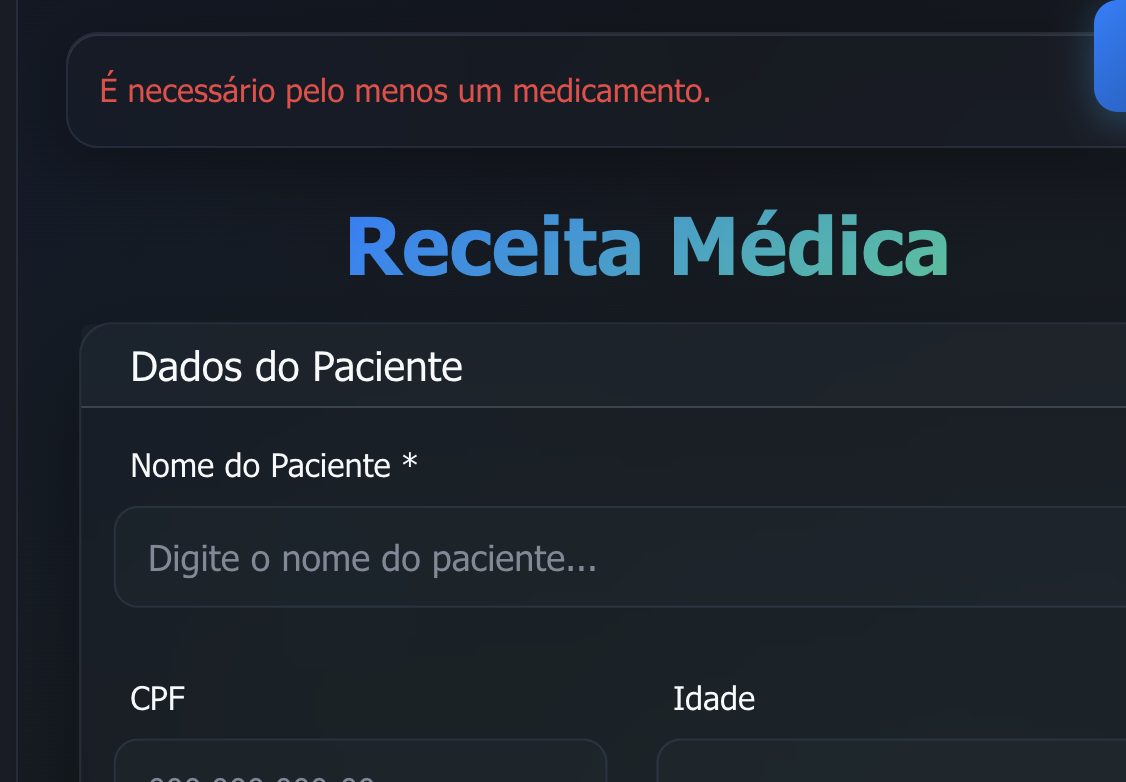 É necessário pelo menos um medicamento.
Receita Médica
Dados do Paciente
Nome do Paciente *
Digite o nome do paciente...
CPF
Idade